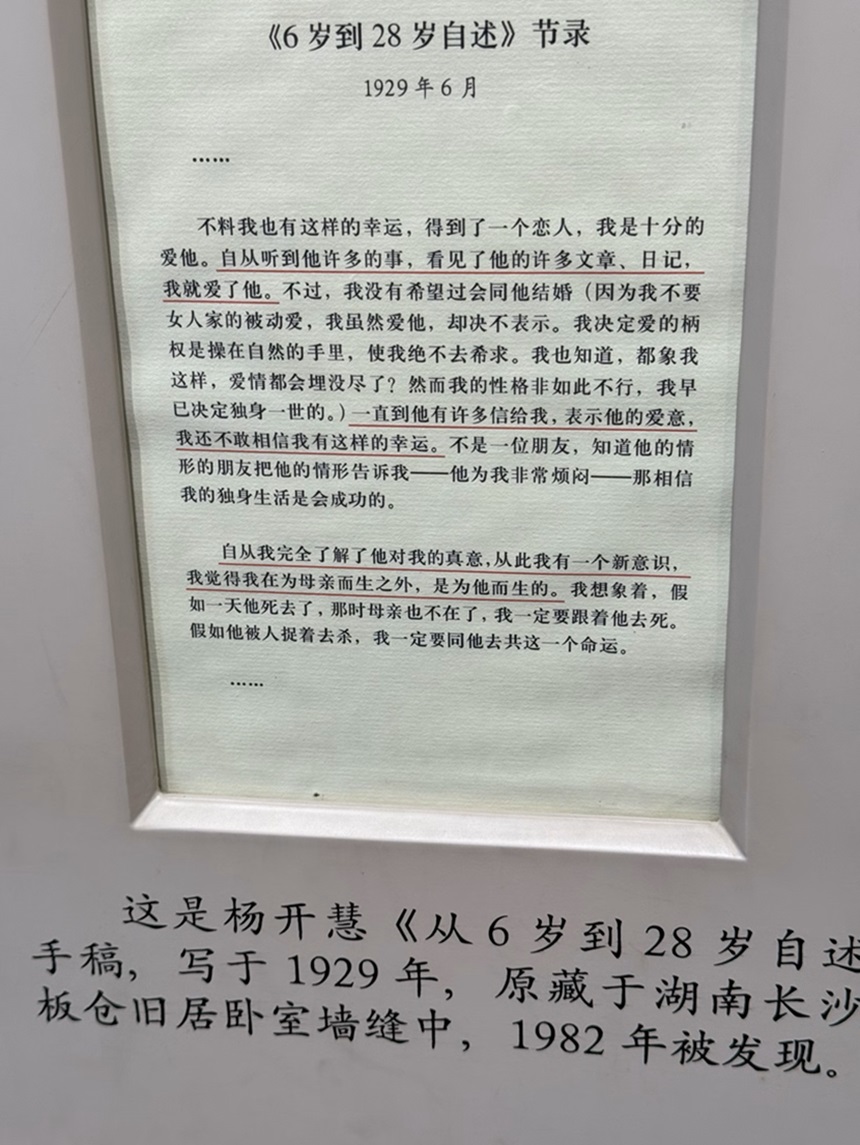 《6 岁到 28 岁自述》节录
1929 年 6 月
……
不料我也有这样的幸运，得到了一个恋人，我是十分的
爱他。自从听到他许多的事，看见了他的许多文章、日记，
我就爱了他。不过，我没有希望过会同他结婚（因为我不要
女人家的被动爱，我虽然爱他，却决不表示。我决定爱的柄
权是操在自然的手里，使我绝不去希求。我也知道，都象我
这样，爱情都会埋没尽了？然而我的性格非如此不行，我早
已决定独身一世的。）一直到他有许多信给我，表示他的爱意，
我还不敢相信我有这样的幸运。不是一位朋友，知道他的情
形的朋友把他的情形告诉我——他为我非常烦闷——那相信
我的独身生活是会成功的。
自从我完全了解了他对我的真意，从此我有一个新意识，
我觉得我在为母亲而生之外，是为他而生的。我想象着，假
如一天他死去了，那时母亲也不在了，我一定要跟着他去死。
假如他被人捉着去杀，我一定要同他去共这一个命运。
……
这是杨开慧《从 6 岁到 28 岁自述
手稿，写于 1929 年，原藏于湖南长沙
板仓旧居卧室墙缝中，1982 年被发现。